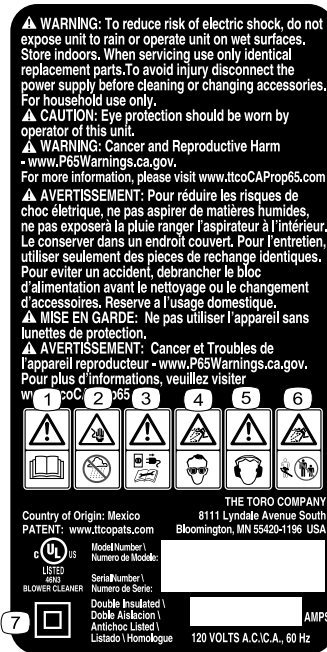 ⚠ WARNING: To reduce risk of electric shock, do not
expose unit to rain or operate unit on wet surfaces.
Store indoors. When servicing use only identical
replacement parts.To avoid injury disconnect the
power supply before cleaning or changing accessories.
For household use only.
⚠ CAUTION: Eye protection should be worn by
operator of this unit.
⚠ WARNING: Cancer and Reproductive Harm
- www.P65Warnings.ca.gov.
For more information, please visit www.ttcoCAProp65.com
⚠ AVERTISSEMENT: Pour réduire les risques de
choc életrique, ne pas aspirer de matières humides,
ne pas exposerà la pluie ranger l'aspirateur à l'intérieur.
Le conserver dans un endroit couvert. Pour l'entretien,
utiliser seulement des pieces de rechange identiques.
Pour eviter un accident, debrancher le bloc
d'alimentation avant le nettoyage ou le changement
d'accessoires. Reserve a l'usage domestique.
⚠ MISE EN GARDE: Ne pas utiliser l'appareil sans
lunettes de protection.
⚠ AVERTISSEMENT: Cancer et Troubles de
l'appareil reproducteur - www.P65Warnings.ca.gov.
Pour plus d'informations, veuillez visiter
1 2 3 4 5 6
THE TORO COMPANY
Country of Origin: Mexico 8111 Lyndale Avenue South
PATENT: www.ttcopats.com Bloomington, MN 55420-1196 USA
c UL US
LISTED
46N3
BLOWER CLEANER
Model Number \
Numero de Modele:
Serial Number \
Numero de Serie:
7
Double Insulated \
Doble Aislacion \
Antichoc Listed \
Listado \ Homologue
AMPS
120 VOLTS A.C.\C.A., 60 Hz